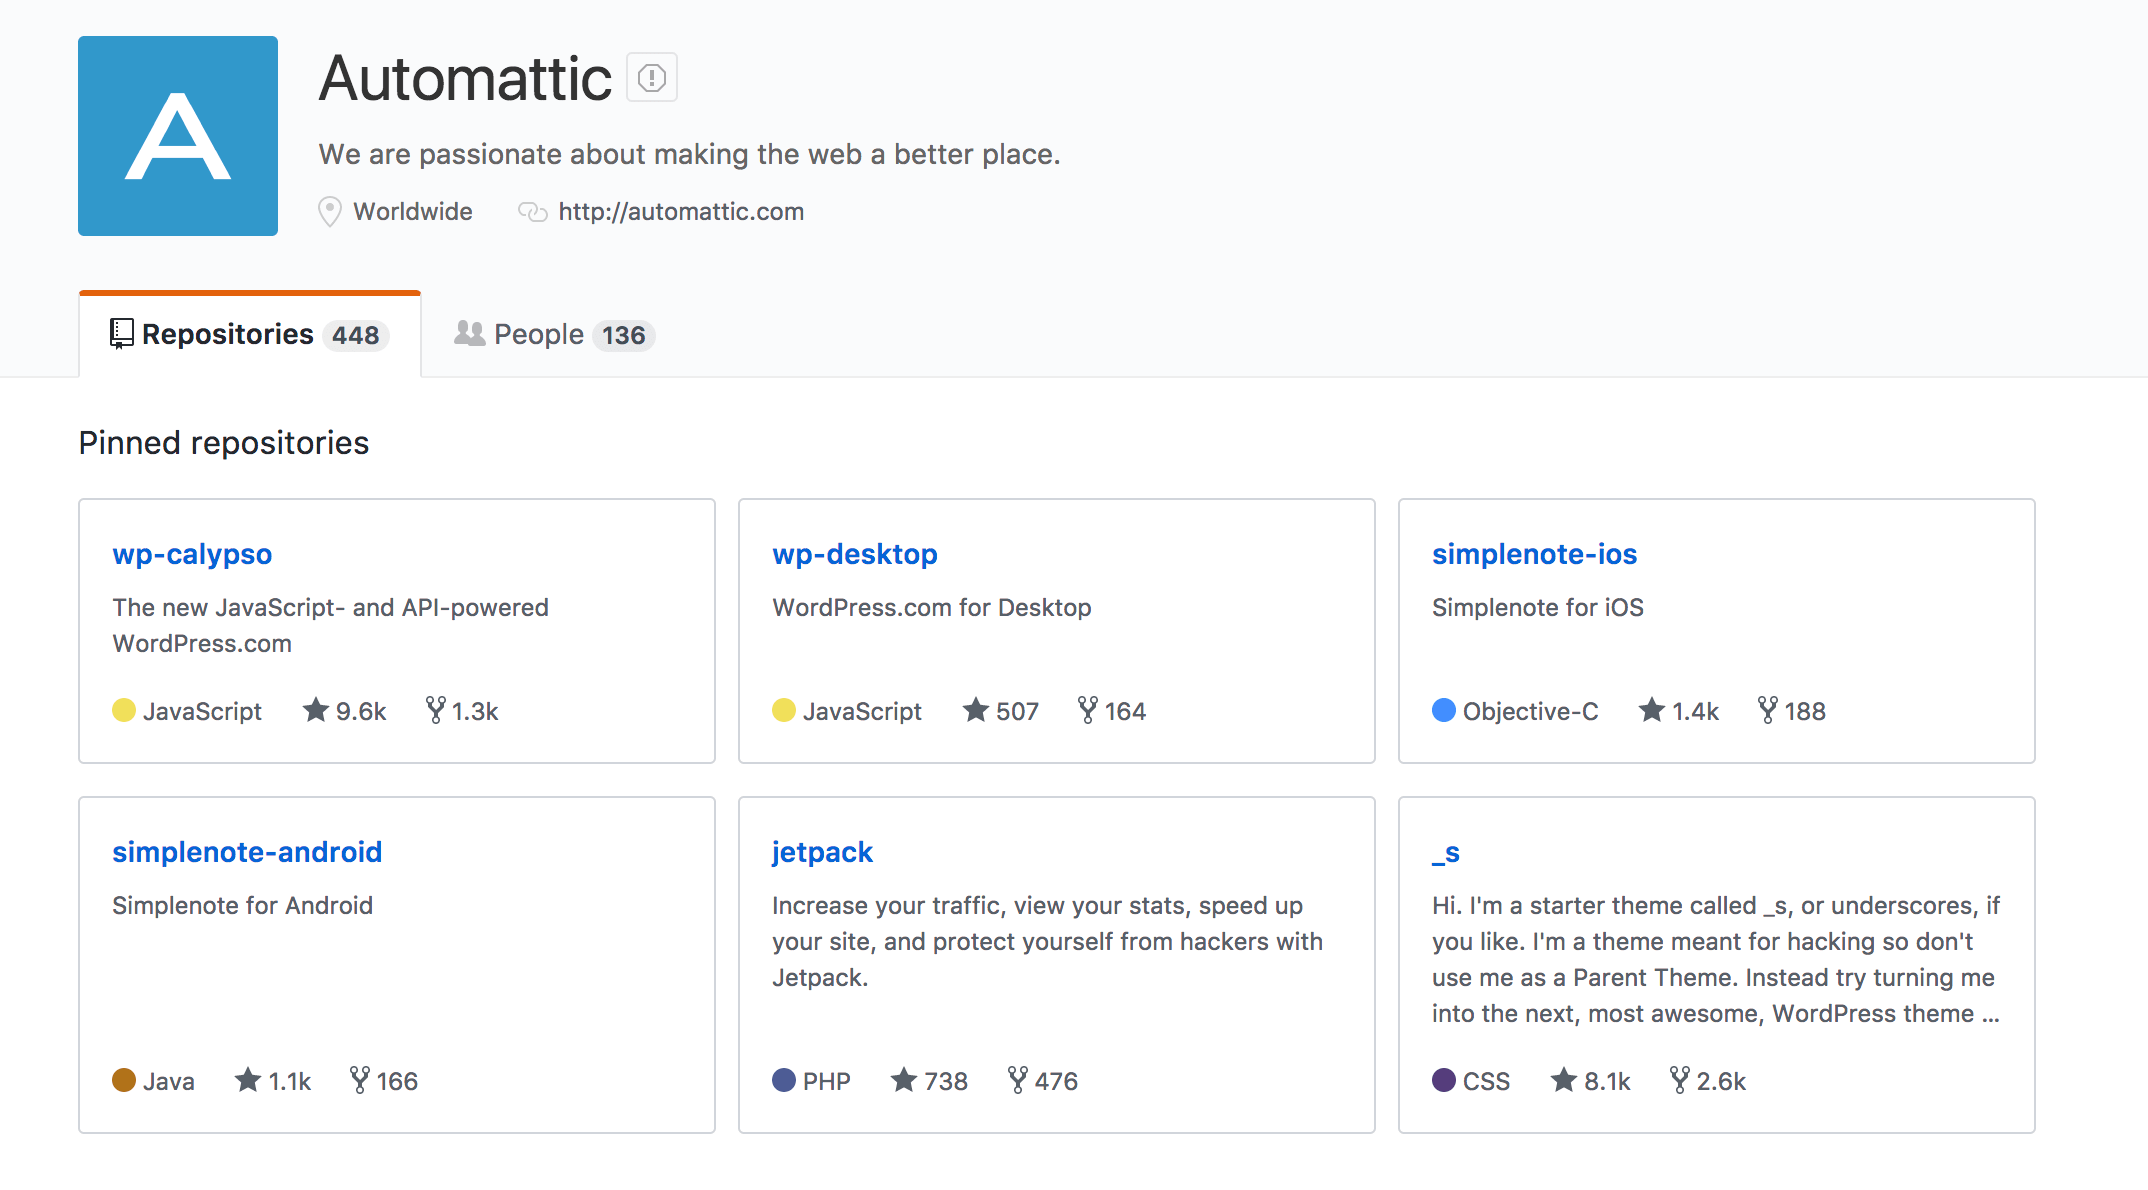 A
Automattic
We are passionate about making the web a better place.
Worldwide http://automattic.com
Repositories 448 People 136
Pinned repositories
wp-calypso
The new JavaScript- and API-powered
WordPress.com
JavaScript 9.6k 1.3k
wp-desktop
WordPress.com for Desktop
JavaScript 507 164
simplenote-ios
Simplenote for iOS
Objective-C 1.4k 188
simplenote-android
Simplenote for Android
Java 1.1k 166
jetpack
Increase your traffic, view your stats, speed up
your site, and protect yourself from hackers with
Jetpack.
PHP 738 476
_s
Hi. I'm a starter theme called _s, or underscores, if
you like. I'm a theme meant for hacking so don't
use me as a Parent Theme. Instead try turning me
into the next, most awesome, WordPress theme ...
CSS 8.1k 2.6k